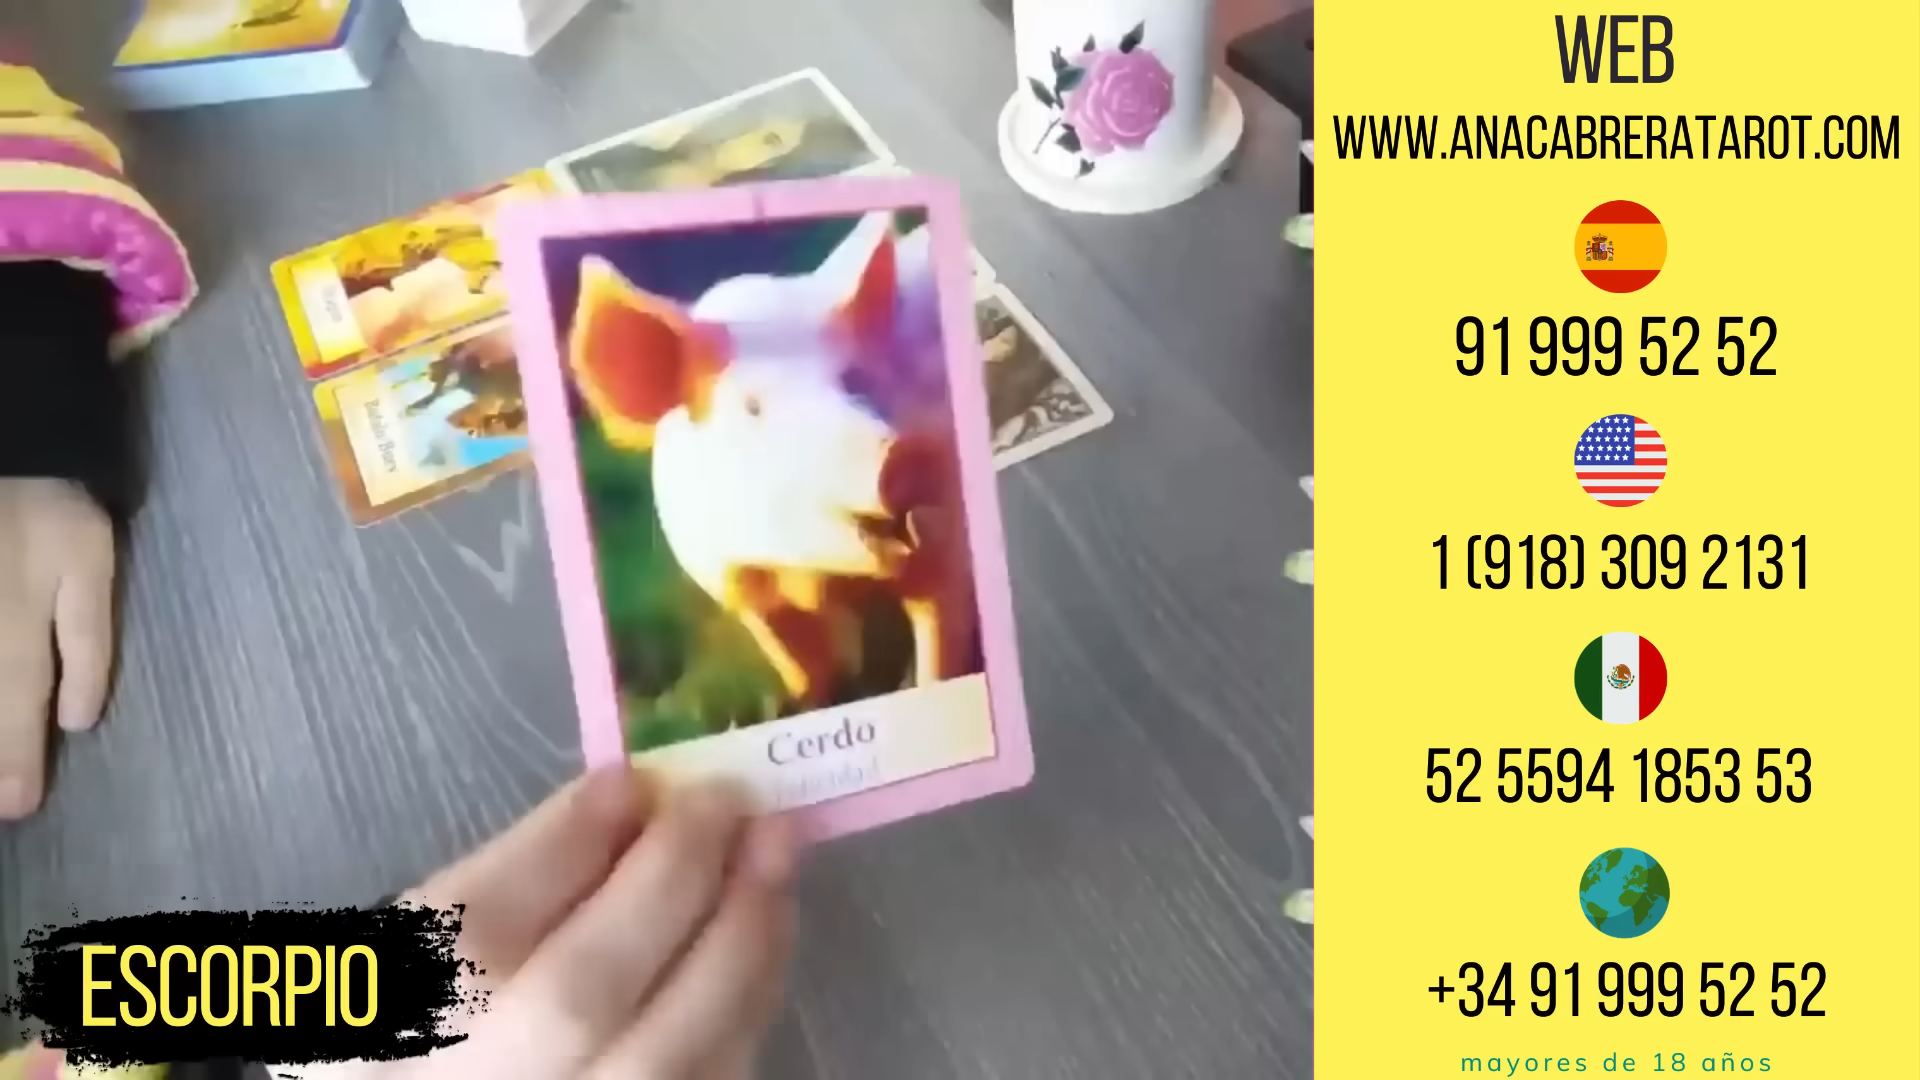 Cerdo
ESCORPIO
WEB
WWW.ANACABRERATAROT.COM
91 999 52 52
1 (918) 309 2131
52 5594 1853 53
+34 91 999 52 52
mayores de 18 años